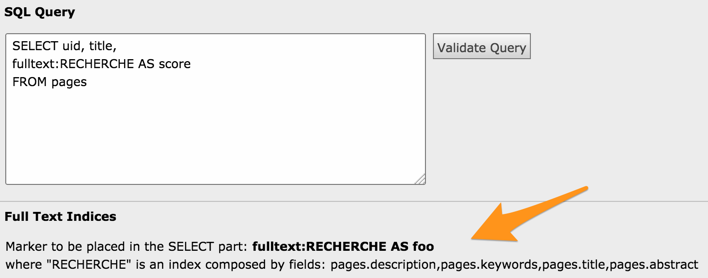 SQL Query
SELECT uid, title,
fulltext:RECHERCHE AS score
FROM pages
Validate Query
Full Text Indices
Marker to be placed in the SELECT part: fulltext:RECHERCHE AS foo
where "RECHERCHE" is an index composed by fields: pages.description,pages.keywords,pages.title,pages.abstract